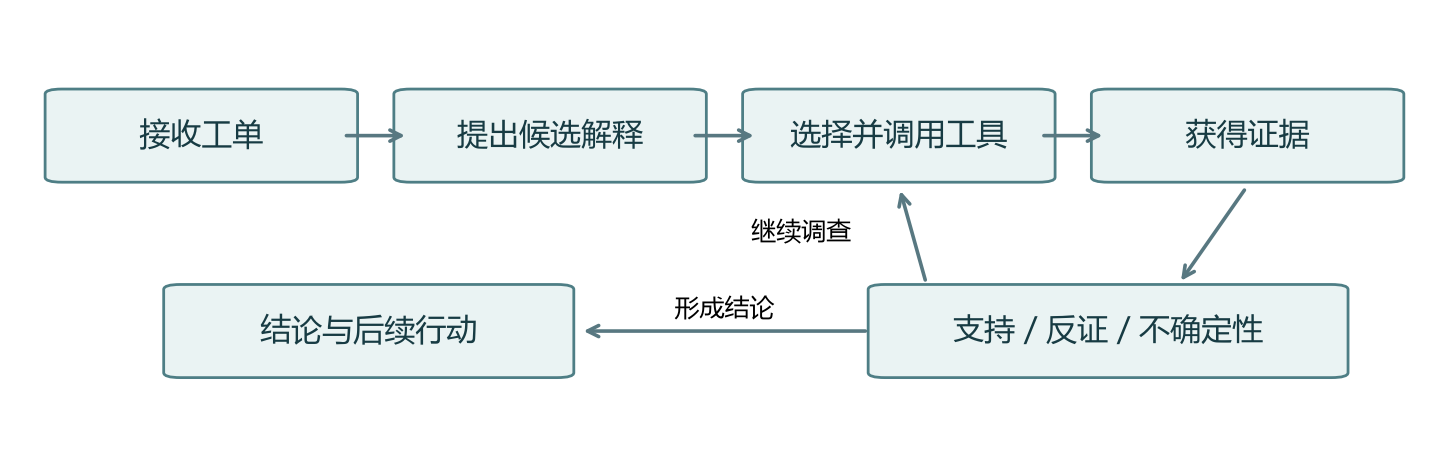 接收工单
提出候选解释
选择并调用工具
获得证据
继续调查
形成结论
结论与后续行动
支持 / 反证 / 不确定性